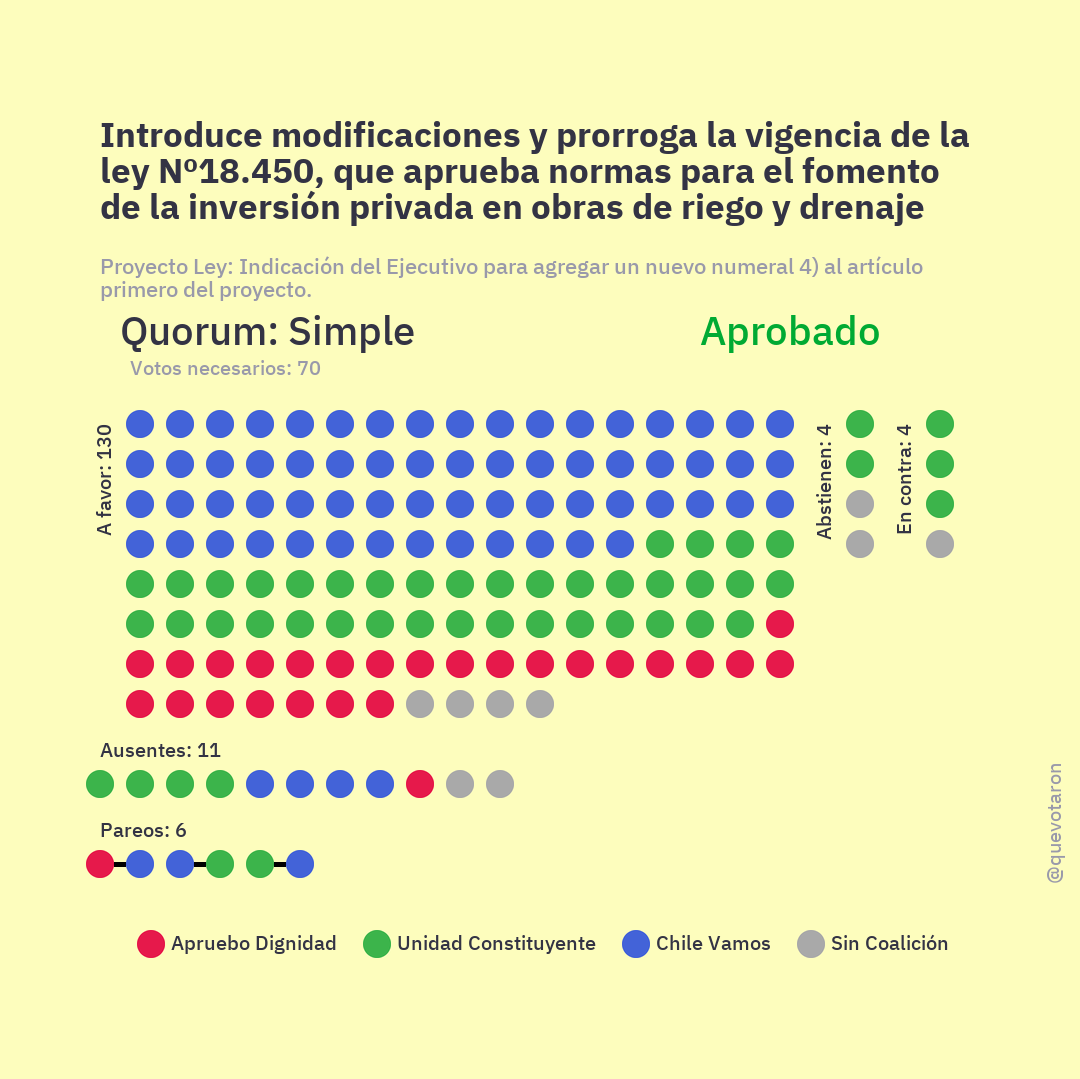 Introduce modificaciones y prorroga la vigencia de la
ley Nº18.450, que aprueba normas para el fomento
de la inversión privada en obras de riego y drenaje
Proyecto Ley: Indicación del Ejecutivo para agregar un nuevo numeral 4) al artículo
primero del proyecto.
Quorum: Simple
Aprobado
Votos necesarios: 70
A favor: 130
Abstienen: 4
En contra: 4
Ausentes: 11
Pareos: 6
@quevotaron
Apruebo Dignidad
Unidad Constituyente
Chile Vamos
Sin Coalición